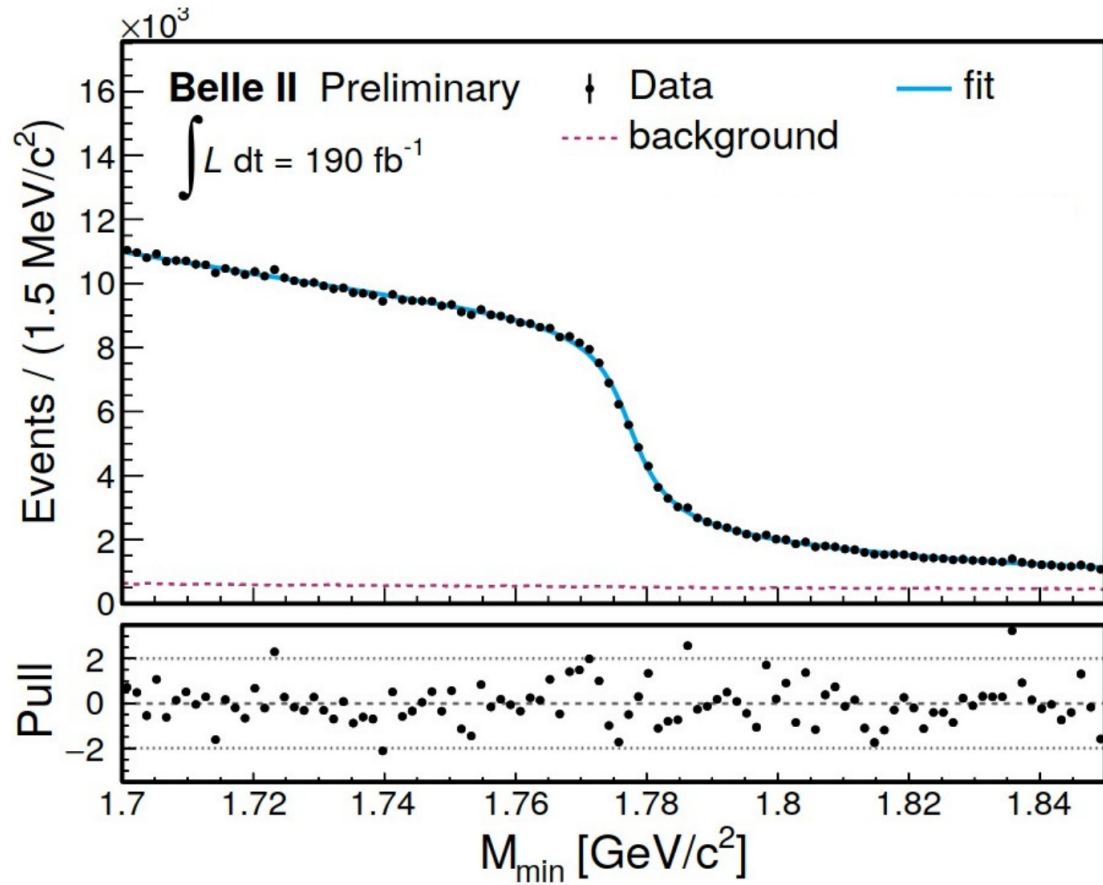 ×10³
Belle II Preliminary
∫ L dt = 190 fb⁻¹
Data
fit
background
Events / (1.5 MeV/c²)
16
14
12
10
8
6
4
2
0
Pull
2
0
−2
1.7 1.72 1.74 1.76 1.78 1.8 1.82 1.84
M_min [GeV/c²]